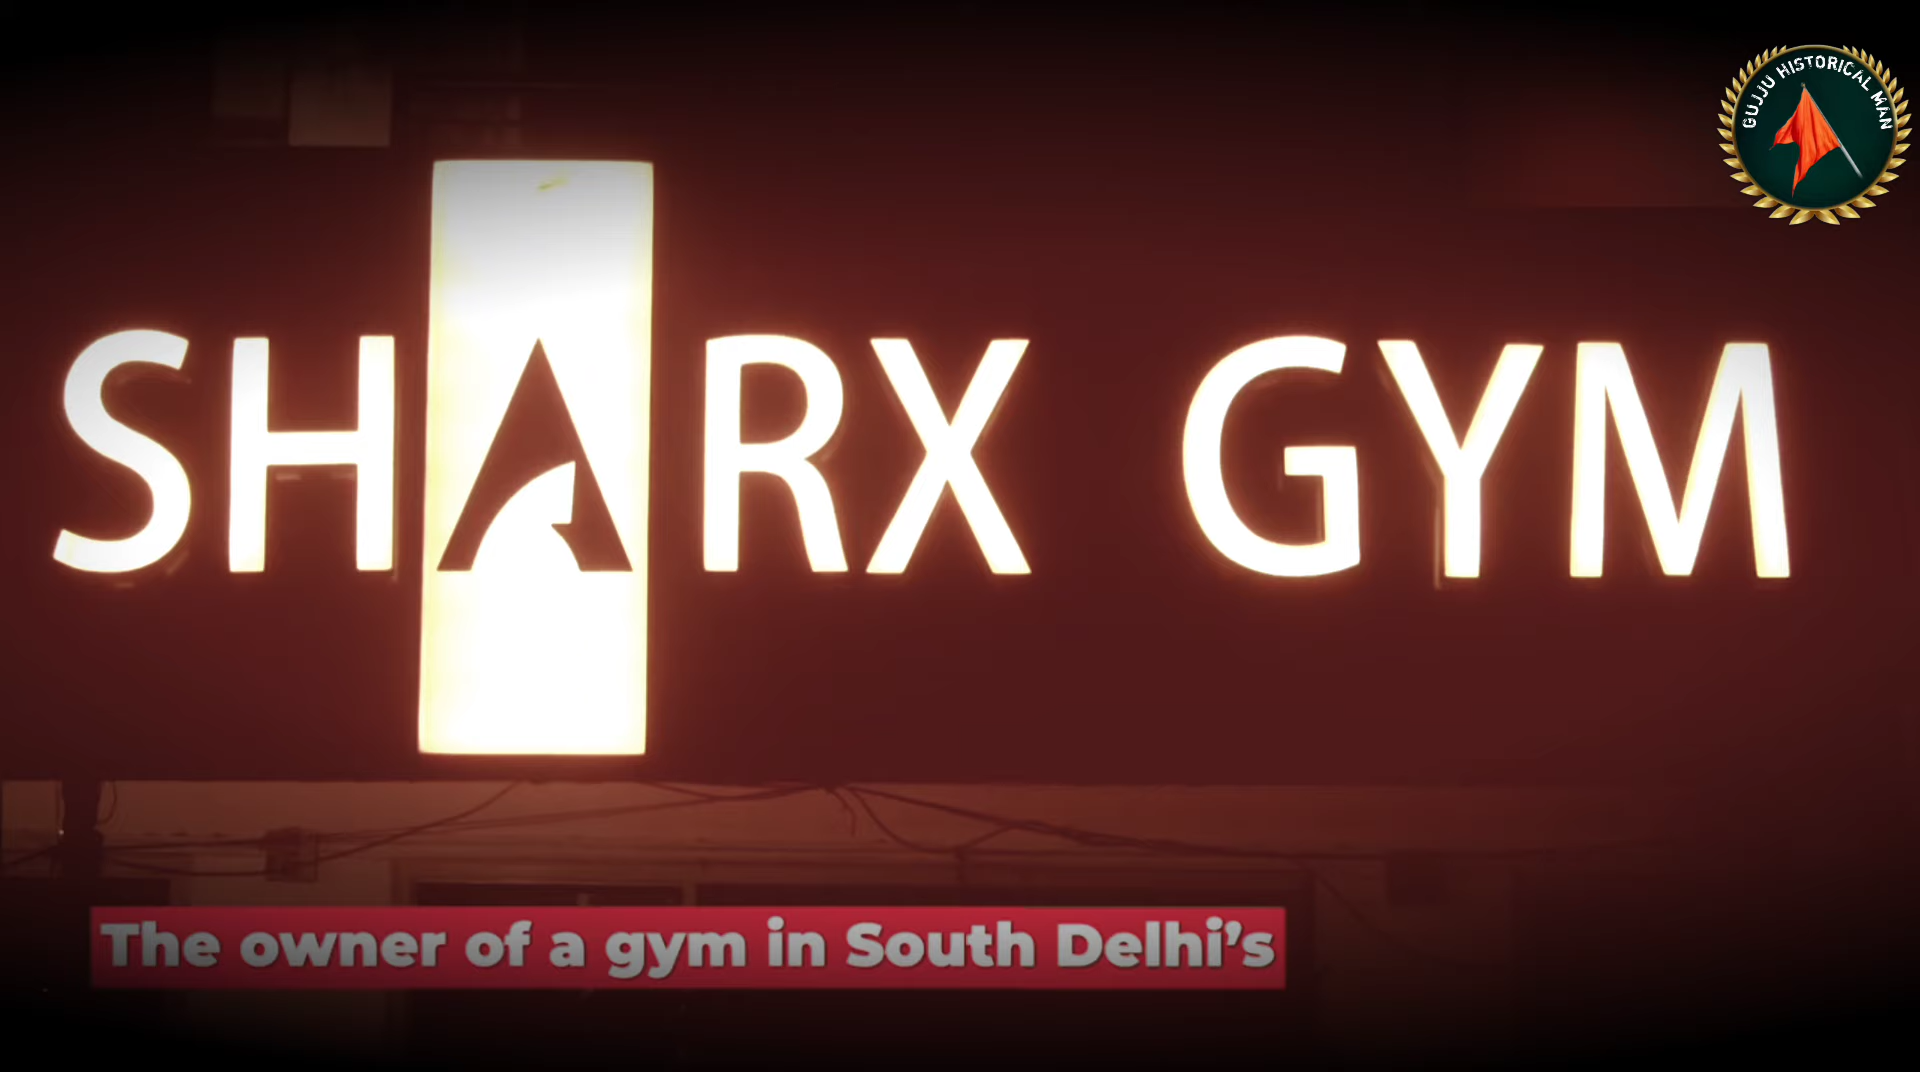 GUJJU HISTORICAL MAN
SHARX GYM
The owner of a gym in South Delhi's